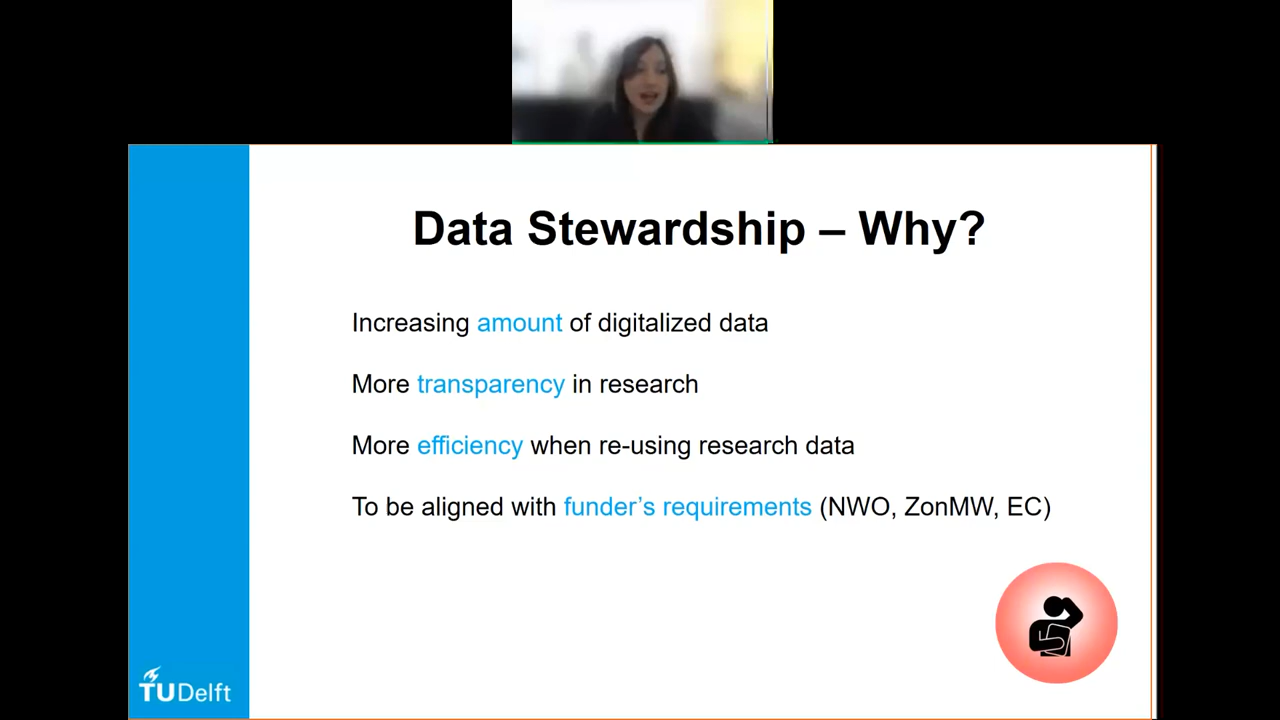 Data Stewardship – Why?
Increasing amount of digitalized data
More transparency in research
More efficiency when re-using research data
To be aligned with funder’s requirements (NWO, ZonMW, EC)
TUDelft